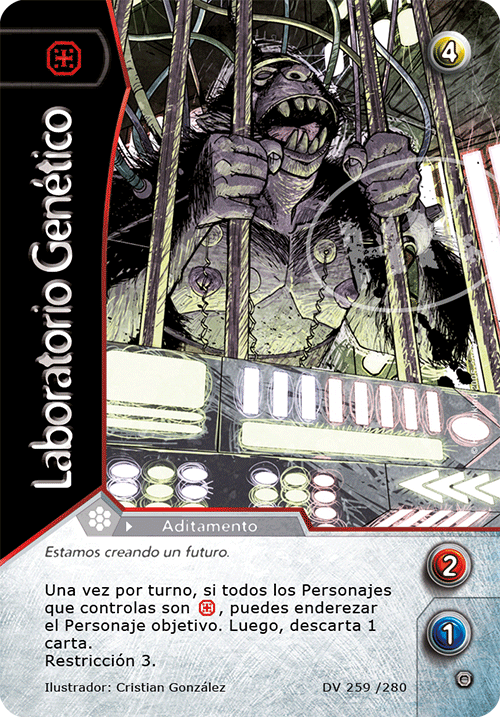 Laboratorio Genético
4
Aditamento
Estamos creando un futuro.
2
Una vez por turno, si todos los Personajes
que controlas son , puedes enderezar
el Personaje objetivo. Luego, descarta 1
carta.
Restricción 3.
1
Ilustrador: Cristian González
DV 259 /280